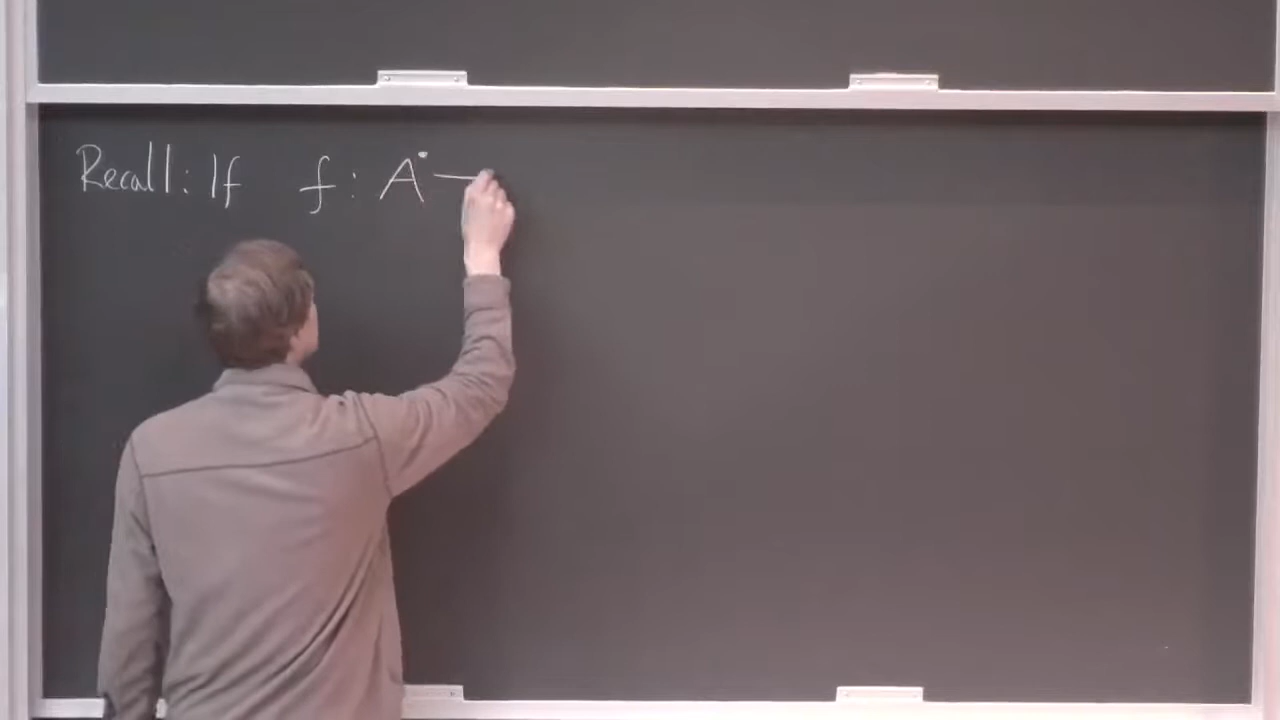 Recall: If f: A^• —